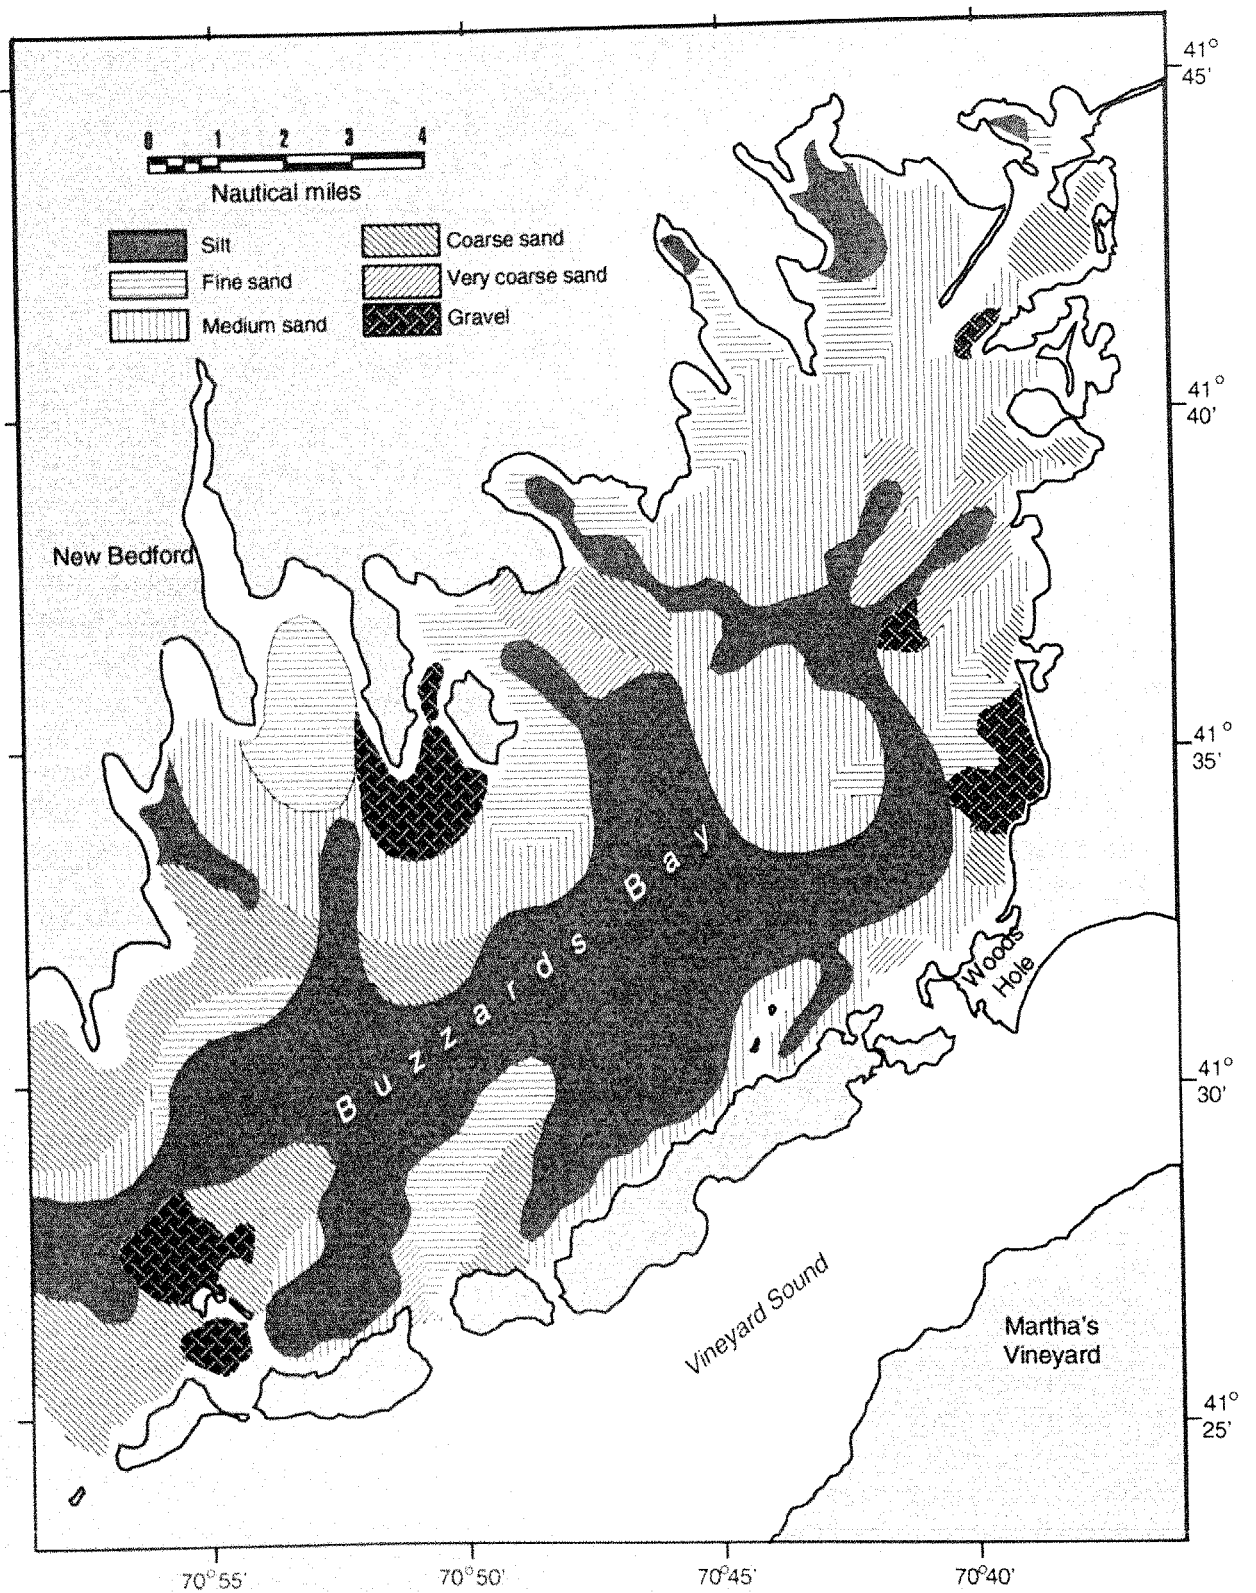 41°
45'
0 1 2 3 4
Nautical miles
Silt
Coarse sand
Fine sand
Very coarse sand
Medium sand
Gravel
41°
40'
New Bedford
41°
35'
Buzzards Bay
Woods
Hole
41°
30'
Vineyard Sound
Martha's
Vineyard
41°
25'
70°55' 70°50' 70°45' 70°40'